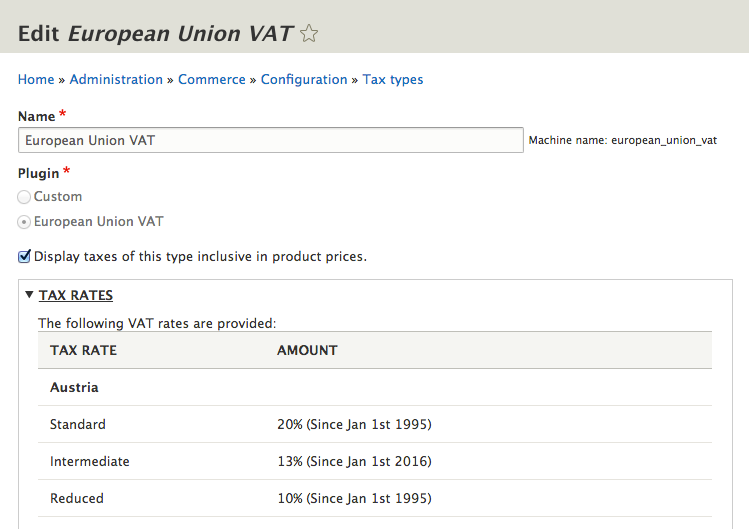 Edit European Union VAT
Home » Administration » Commerce » Configuration » Tax types
Name *
European Union VAT Machine name: european_union_vat
Plugin *
Custom
European Union VAT
Display taxes of this type inclusive in product prices.
TAX RATES
The following VAT rates are provided:
TAX RATE AMOUNT
Austria
Standard 20% (Since Jan 1st 1995)
Intermediate 13% (Since Jan 1st 2016)
Reduced 10% (Since Jan 1st 1995)